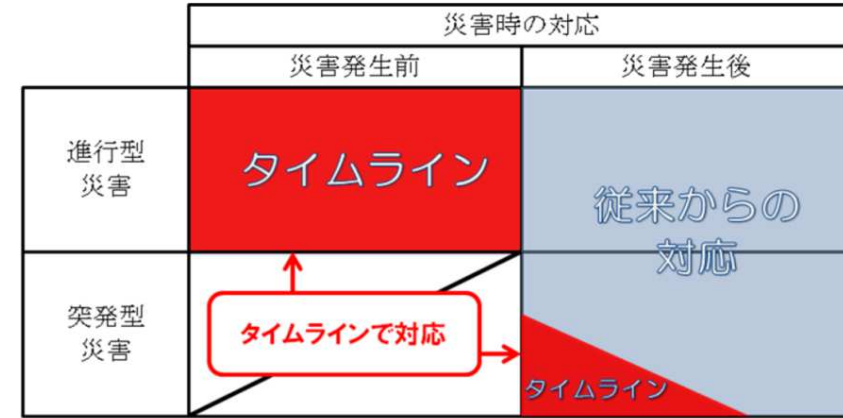 災害時の対応
災害発生前
災害発生後
進行型
災害
タイムライン
従来からの
対応
突発型
災害
タイムラインで対応
タイムライン